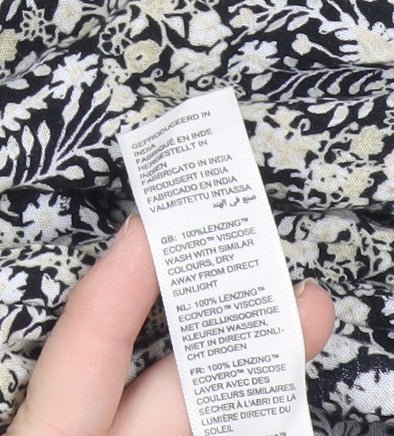 GEPRODUCEERD IN
INDIA
FABRIQUÉ EN INDE
HERGESTELLT IN
INDIEN
FABBRICATO IN INDIA
PRODUSERT I INDIA
FABRICADO EN INDIA
VALMISTETTU INTIASSA
صنع في الهند
GB: 100%LENZING™
ECOVERO™ VISCOSE
WASH WITH SIMILAR
COLOURS, DRY
AWAY FROM DIRECT
SUNLIGHT
NL: 100% LENZING™
ECOVERO™ VISCOSE
MET GELIJKSOORTIGE
KLEUREN WASSEN,
NIET IN DIRECT ZONLI-
CHT DROGEN
FR: 100% LENZING™
ECOVERO™ VISCOSE
LAVER AVEC DES
COULEURS SIMILAIRES,
SÉCHER À L'ABRI DE LA
LUMIÈRE DIRECTE DU
SOLEIL